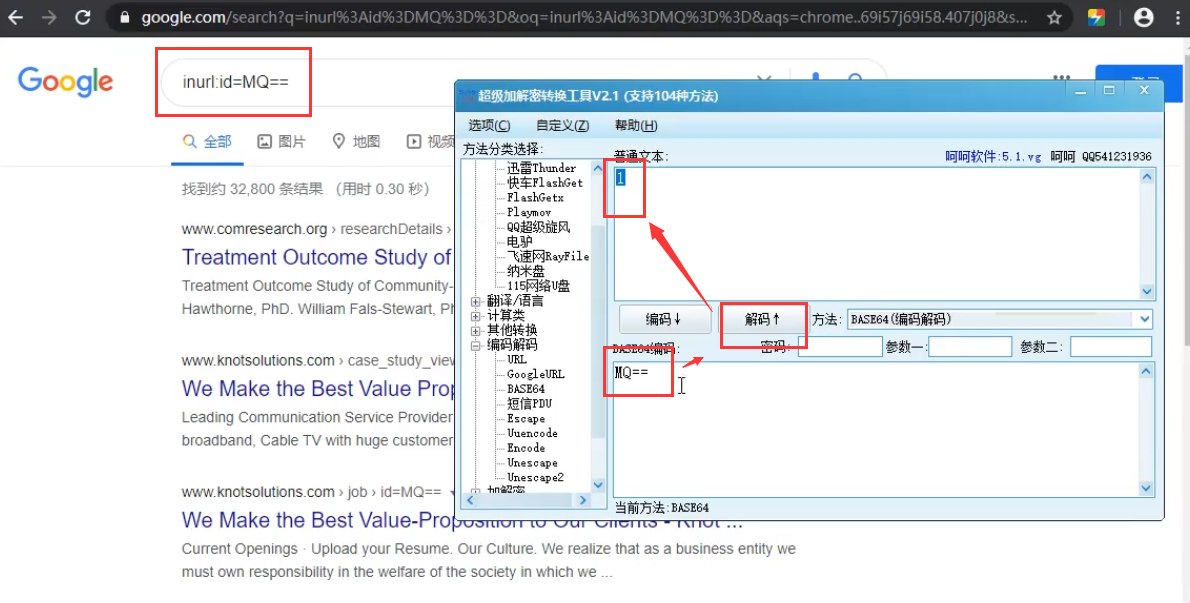 google.com/search?q=inurl%3Aid%3DMQ%3D%3D&oq=inurl%3Aid%3DMQ%3D%3D&aqs=chrome..69i57j69i58.407j0j8&s...
Google
inurl:id=MQ==
全部
图片
地图
视频
找到约 32,800 条结果 （用时 0.30 秒）
www.comresearch.org › researchDetails ›
Treatment Outcome Study of
Treatment Outcome Study of Community-
Hawthorne, PhD. William Fals-Stewart, Ph
www.knotsolutions.com › case_study_view
We Make the Best Value Prop
Leading Communication Service Provider
broadband, Cable TV with huge customer
www.knotsolutions.com › job › id=MQ==
We Make the Best Value-Proposition to Our Clients - Knot ...
Current Openings · Upload your Resume. Our Culture. We realize that as a business entity we
must own responsibility in the welfare of the society in which we ...
超级加解密转换工具V2.1 (支持104种方法)
选项(C) 自定义(Z) 帮助(H)
方法分类选择:
迅雷Thunder
快车FlashGet
FlashGetx
Playmov
QQ超级旋风
电驴
飞速网RayFile
纳米盘
115网络U盘
翻译/语言
计算类
其他转换
编码解码
URL
GoogleURL
BASE64
短信PDU
Escape
Uuencode
Encode
Unescape
Unescape2
加解密
普通文本:
呵呵软件:5.1.vg 呵呵 QQ541231936
1
编码↓
解码↑
方法: BASE64(编码解码)
BASE64编码:
密码:
参数一:
参数二:
MQ==
当前方法:BASE64